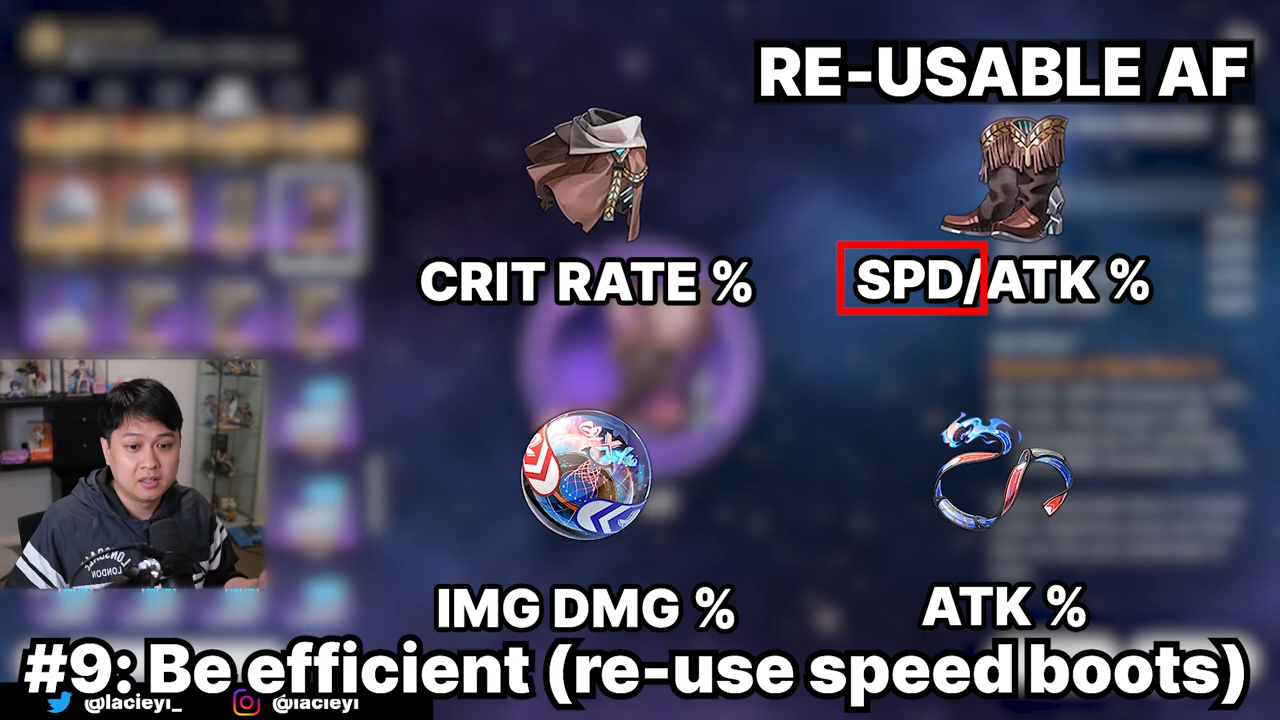 RE-USABLE AF
CRIT RATE %
SPD/ATK %
IMG DMG %
ATK %
#9: Be efficient (re-use speed boots)
@lacieyi_
@lacieyi